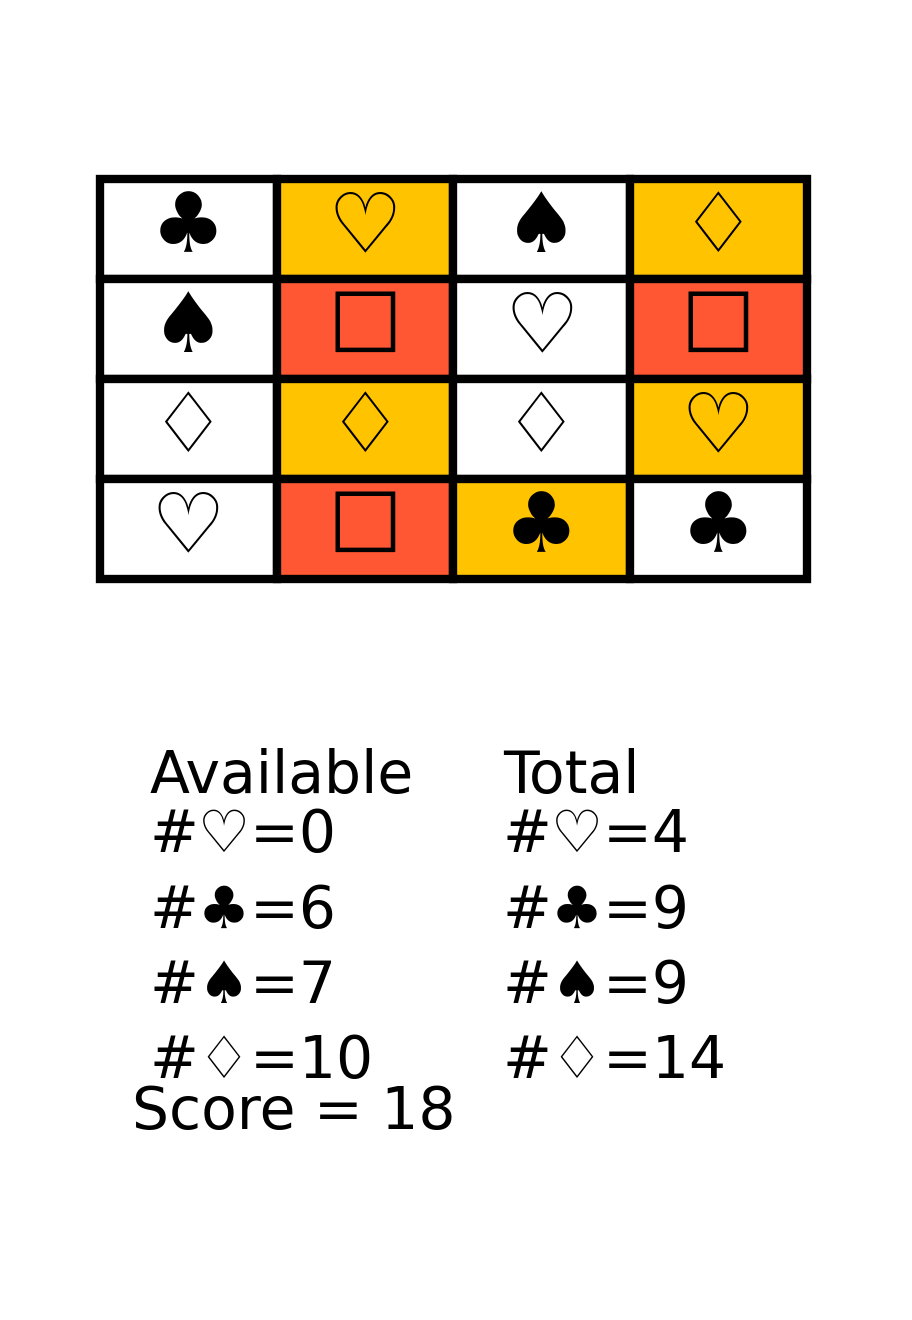 ♣ ♡ ♠ ♢
♠ □ ♡ □
♢ ♢ ♢ ♡
♡ □ ♣ ♣
Available Total
#♡=0 #♡=4
#♣=6 #♣=9
#♠=7 #♠=9
#♢=10 #♢=14
Score = 18